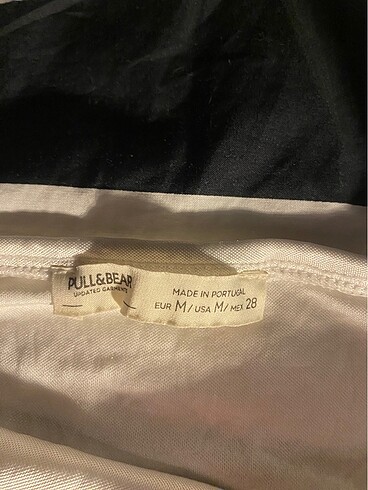 PULL&BEAR
UPDATED GARMENTS
MADE IN PORTUGAL
EUR M/ USA M/ MEX 28